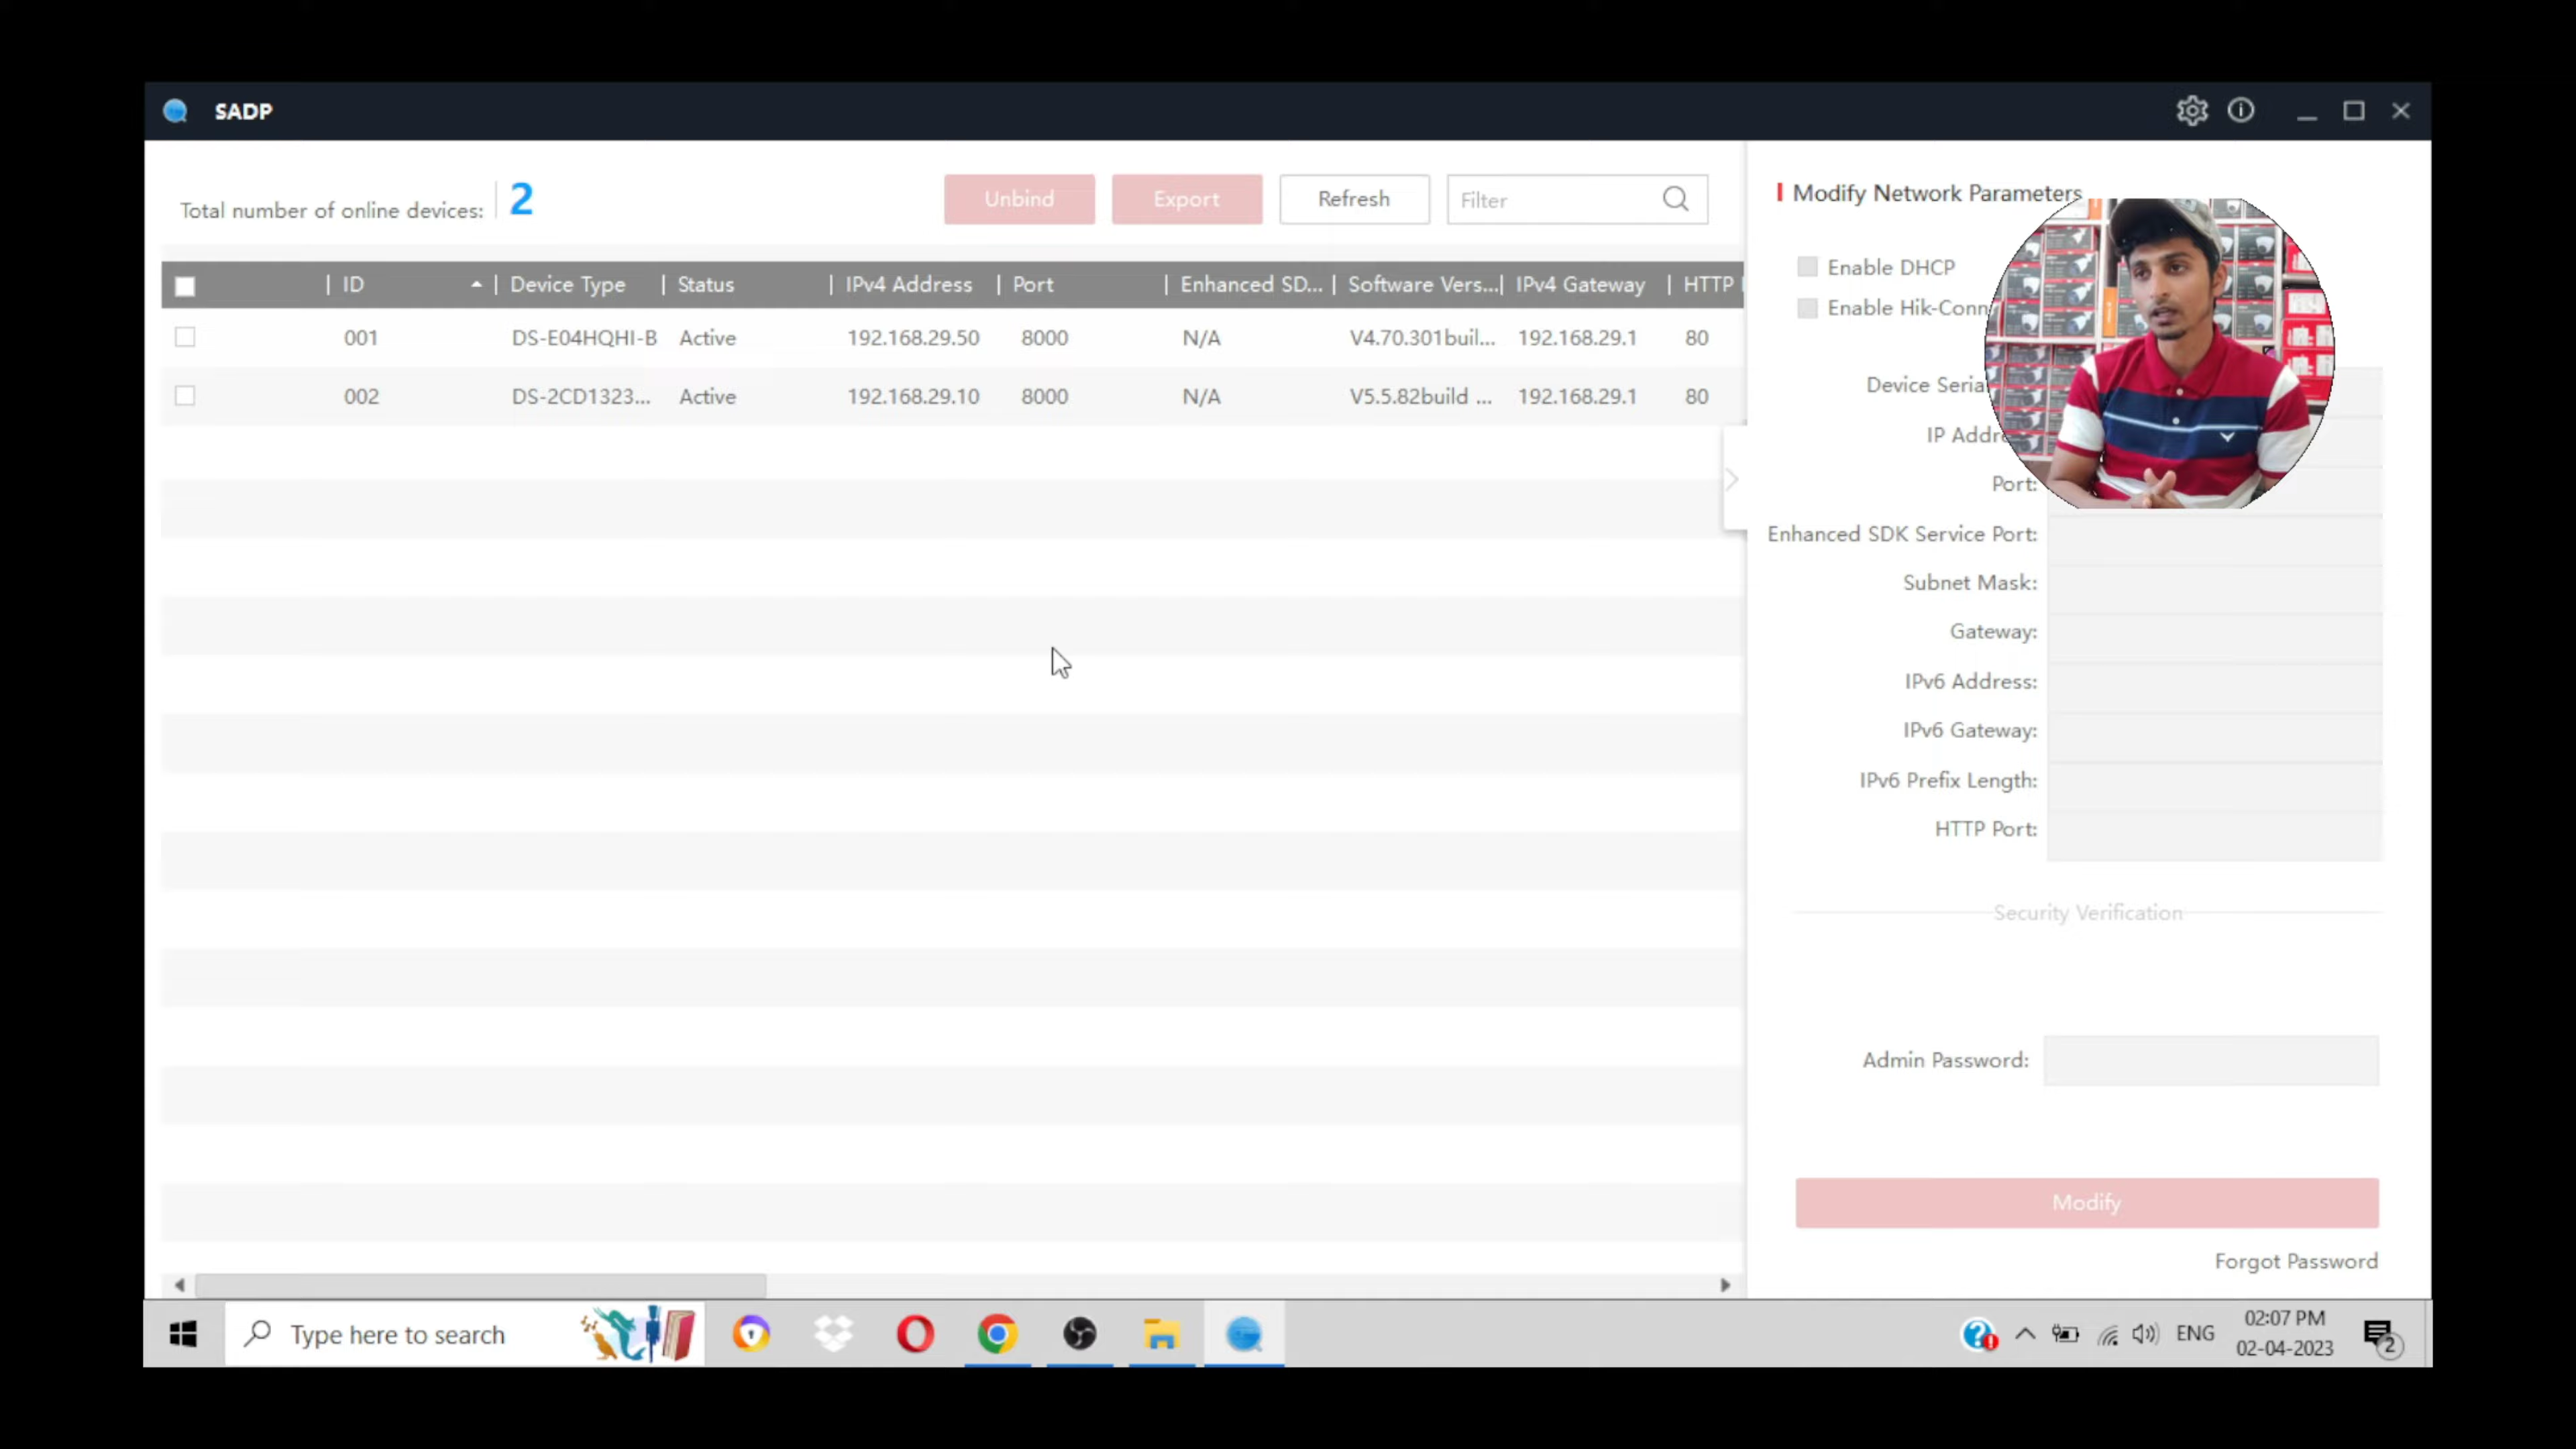 SADP
Total number of online devices: 2
Unbind
Export
Refresh
Filter
ID Device Type Status IPv4 Address Port Enhanced SD... Software Vers... IPv4 Gateway HTTP
001 DS-E04HQHI-B Active 192.168.29.50 8000 N/A V4.70.301buil... 192.168.29.1 80
002 DS-2CD1323... Active 192.168.29.10 8000 N/A V5.5.82build ... 192.168.29.1 80
Modify Network Parameters
Enable DHCP
Enable Hik-Conn
Device Seria
IP Addre
Port:
Enhanced SDK Service Port:
Subnet Mask:
Gateway:
IPv6 Address:
IPv6 Gateway:
IPv6 Prefix Length:
HTTP Port:
Security Verification
Admin Password:
Modify
Forgot Password
Type here to search
ENG
02:07 PM
02-04-2023
2